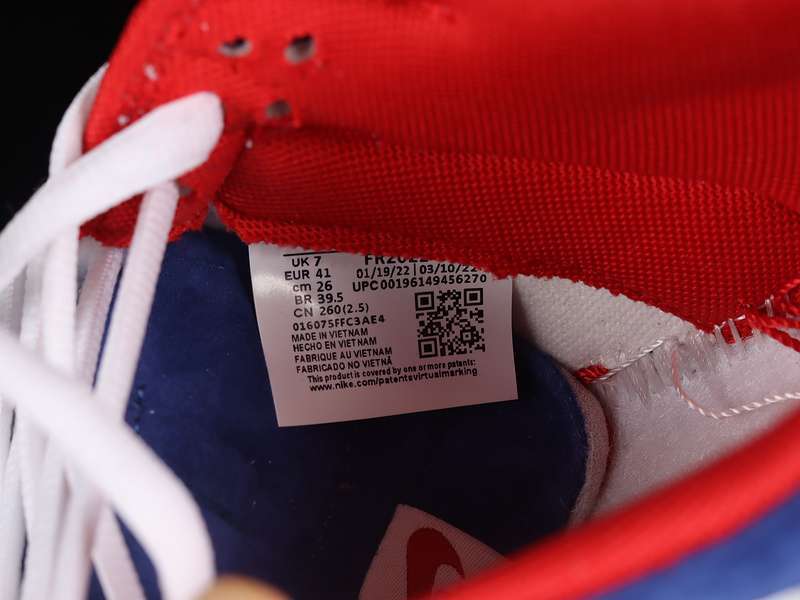 UK 7
EUR 41
01/19/22 | 03/10/22
cm 26
UPC00196149456270
BR 39.5
CN 260(2.5)
016075FFC3AE4
MADE IN VIETNAM
HECHO EN VIETNAM
FABRIQUE AU VIETNAM
FABRICADO NO VIETNÃ
This product is covered by one or more patents:
www.nike.com/patentsvirtualmarking